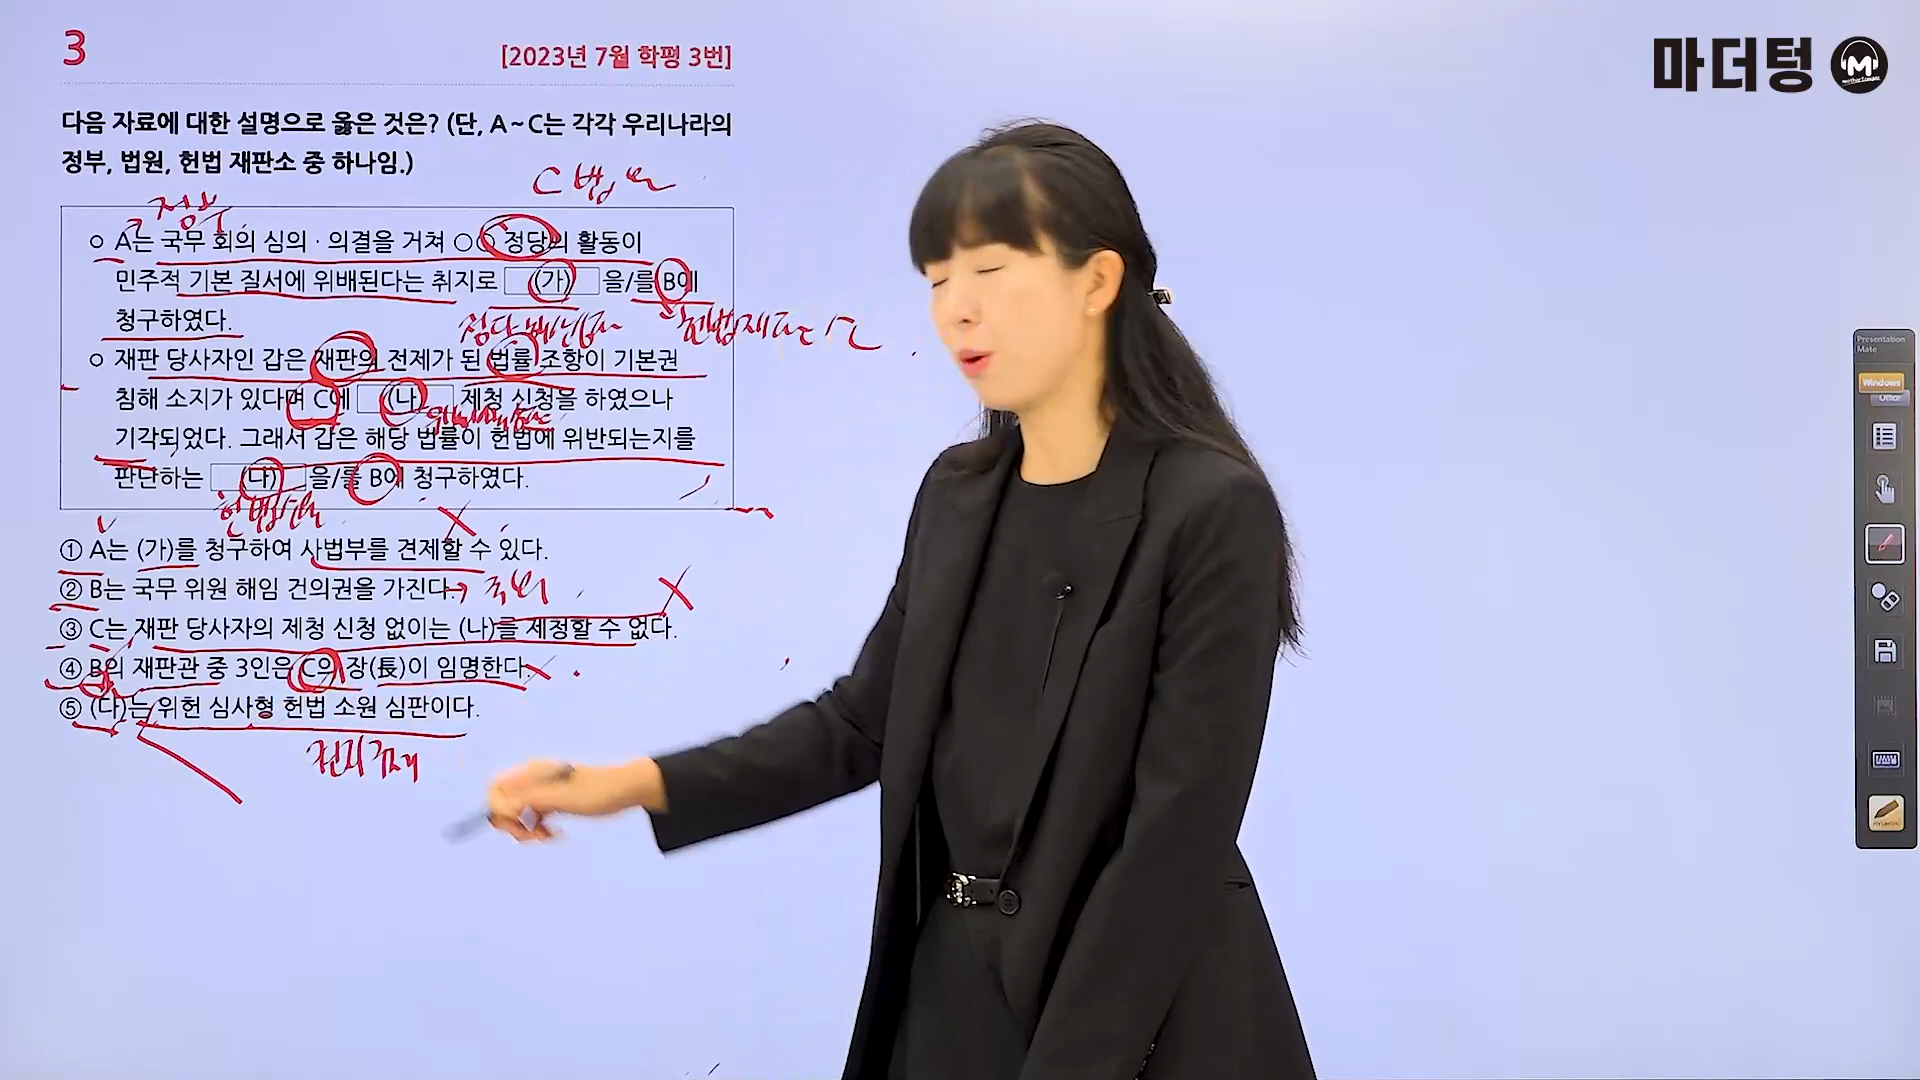 3
[2023년 7월 학평 3번]
마더텅
다음 자료에 대한 설명으로 옳은 것은? (단, A~C는 각각 우리나라의
정부, 법원, 헌법 재판소 중 하나임.)
C 법원
정부
○ A는 국무 회의 심의·의결을 거쳐 ○○ 정당의 활동이
민주적 기본 질서에 위배된다는 취지로 (가) 을/를 B에
청구하였다.
헌법재판소
○ 재판 당사자인 갑은 재판의 전제가 된 법률 조항이 기본권
침해 소지가 있다며 C에 (나) 제청 신청을 하였으나
기각되었다. 그래서 갑은 해당 법률이 헌법에 위반되는지를
판단하는 (다) 을/를 B에 청구하였다.
① A는 (가)를 청구하여 사법부를 견제할 수 있다.
② B는 국무 위원 해임 건의권을 가진다. → 국회
③ C는 재판 당사자의 제청 신청 없이는 (나)를 제청할 수 없다.
④ B의 재판관 중 3인은 C의 장(長)이 임명한다.
⑤ (다)는 위헌 심사형 헌법 소원 심판이다.
Presentation
Mate
Windows
Office